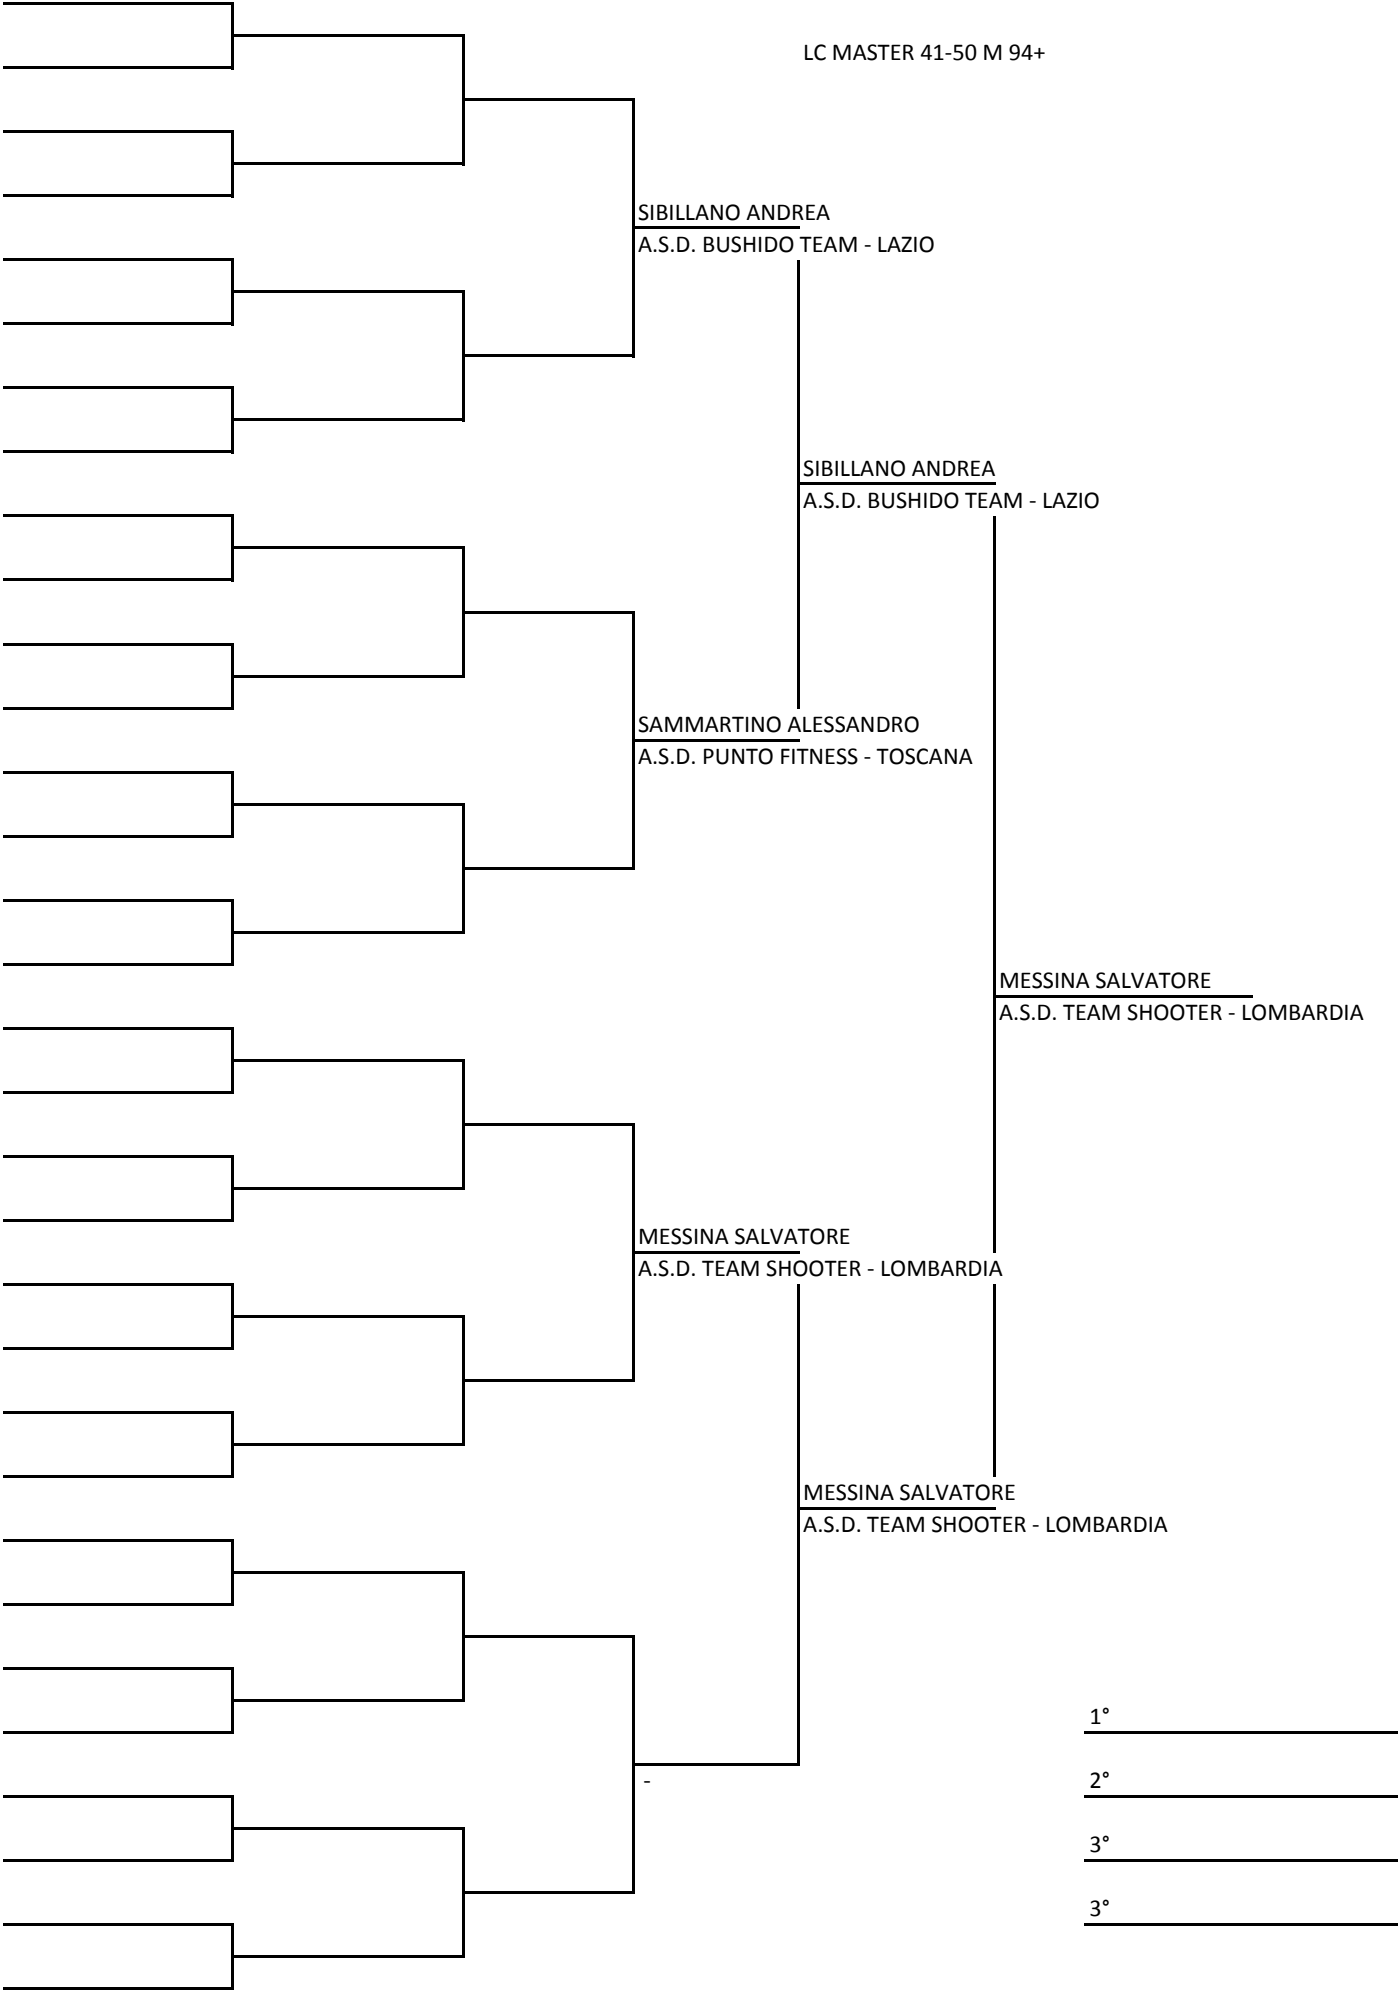 LC MASTER 41-50 M 94+
SIBILLANO ANDREA
A.S.D. BUSHIDO TEAM - LAZIO
SIBILLANO ANDREA
A.S.D. BUSHIDO TEAM - LAZIO
SAMMARTINO ALESSANDRO
A.S.D. PUNTO FITNESS - TOSCANA
MESSINA SALVATORE
A.S.D. TEAM SHOOTER - LOMBARDIA
MESSINA SALVATORE
A.S.D. TEAM SHOOTER - LOMBARDIA
MESSINA SALVATORE
A.S.D. TEAM SHOOTER - LOMBARDIA
1°
-
2°
3°
3°